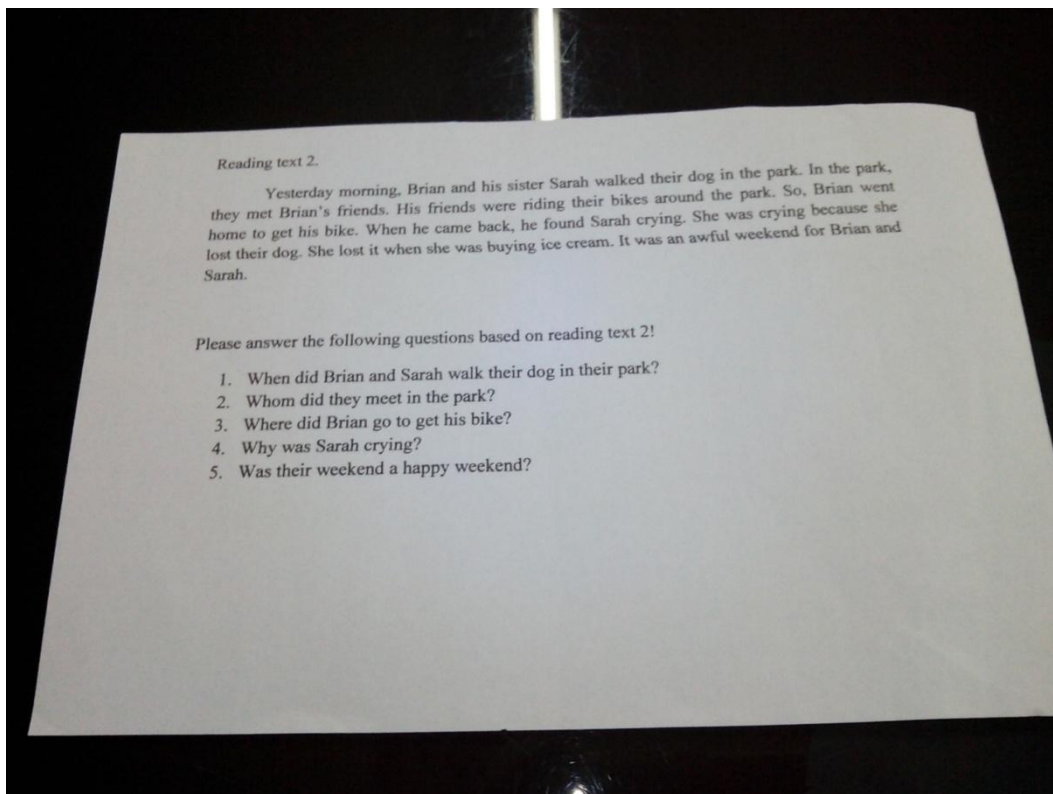 Reading text 2.
Yesterday morning, Brian and his sister Sarah walked their dog in the park. In the park,
they met Brian's friends. His friends were riding their bikes around the park. So, Brian went
home to get his bike. When he came back, he found Sarah crying. She was crying because she
lost their dog. She lost it when she was buying ice cream. It was an awful weekend for Brian and
Sarah.
Please answer the following questions based on reading text 2!
1. When did Brian and Sarah walk their dog in their park?
2. Whom did they meet in the park?
3. Where did Brian go to get his bike?
4. Why was Sarah crying?
5. Was their weekend a happy weekend?